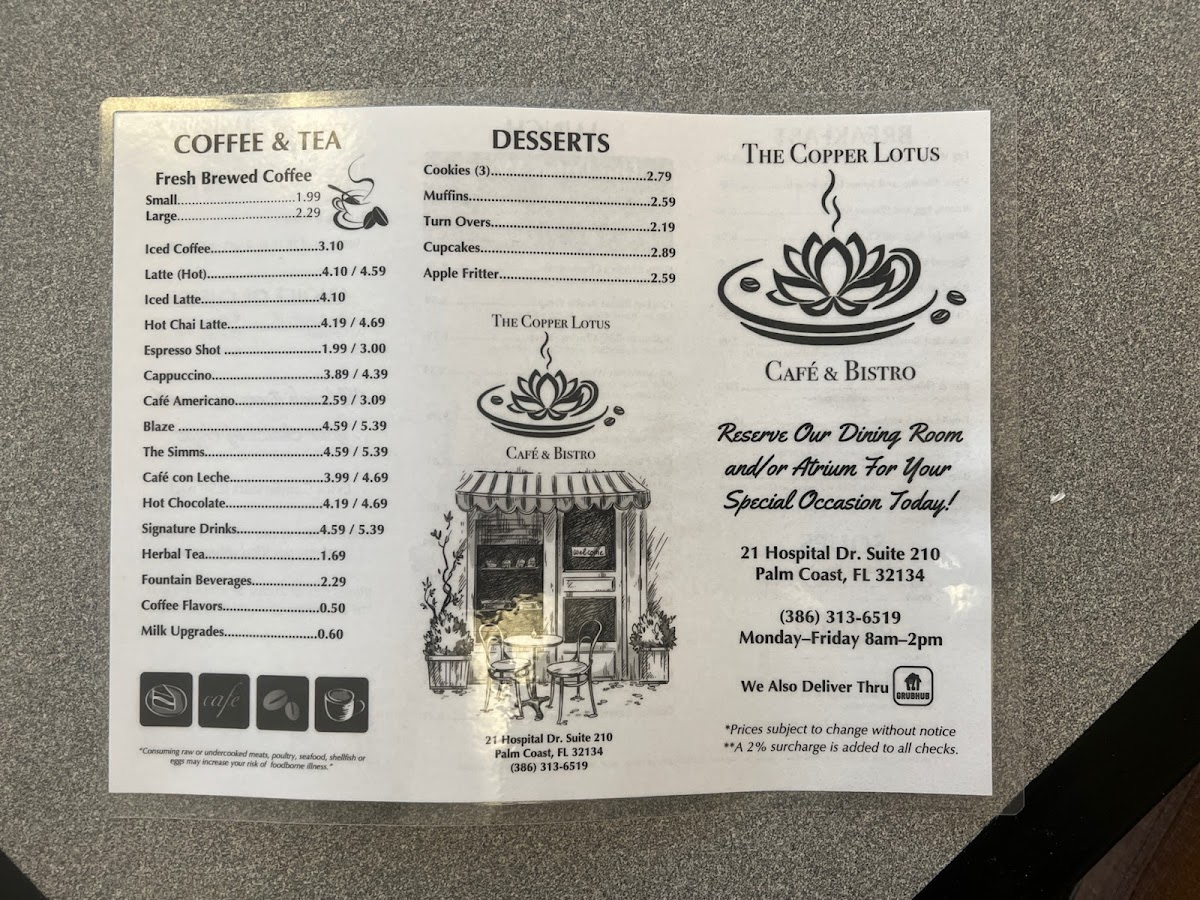 COFFEE & TEA
Fresh Brewed Coffee
Small..............................1.99
Large..............................2.29
Iced Coffee...........................3.10
Latte (Hot)............................4.10 / 4.59
Iced Latte..............................4.10
Hot Chai Latte.......................4.19 / 4.69
Espresso Shot ........................1.99 / 3.00
Cappuccino............................3.89 / 4.39
Café Americano.....................2.59 / 3.09
Blaze ....................................4.59 / 5.39
The Simms.............................4.59 / 5.39
Café con Leche.......................3.99 / 4.69
Hot Chocolate........................4.19 / 4.69
Signature Drinks.....................4.59 / 5.39
Herbal Tea.............................1.69
Fountain Beverages.................2.29
Coffee Flavors........................0.50
Milk Upgrades.......................0.60
cafe
"Consuming raw or undercooked meats, poultry, seafood, shellfish or
eggs may increase your risk of foodborne illness."
DESSERTS
Cookies (3).......................................2.79
Muffins.............................................2.59
Turn Overs.......................................2.19
Cupcakes..........................................2.89
Apple Fritter.....................................2.59
The Copper Lotus
Café & Bistro
welcome
21 Hospital Dr. Suite 210
Palm Coast, FL 32134
(386) 313-6519
The Copper Lotus
Café & Bistro
Reserve Our Dining Room
and/or Atrium For Your
Special Occasion Today!
21 Hospital Dr. Suite 210
Palm Coast, FL 32134
(386) 313-6519
Monday–Friday 8am–2pm
We Also Deliver Thru
GRUBHUB
*Prices subject to change without notice
**A 2% surcharge is added to all checks.